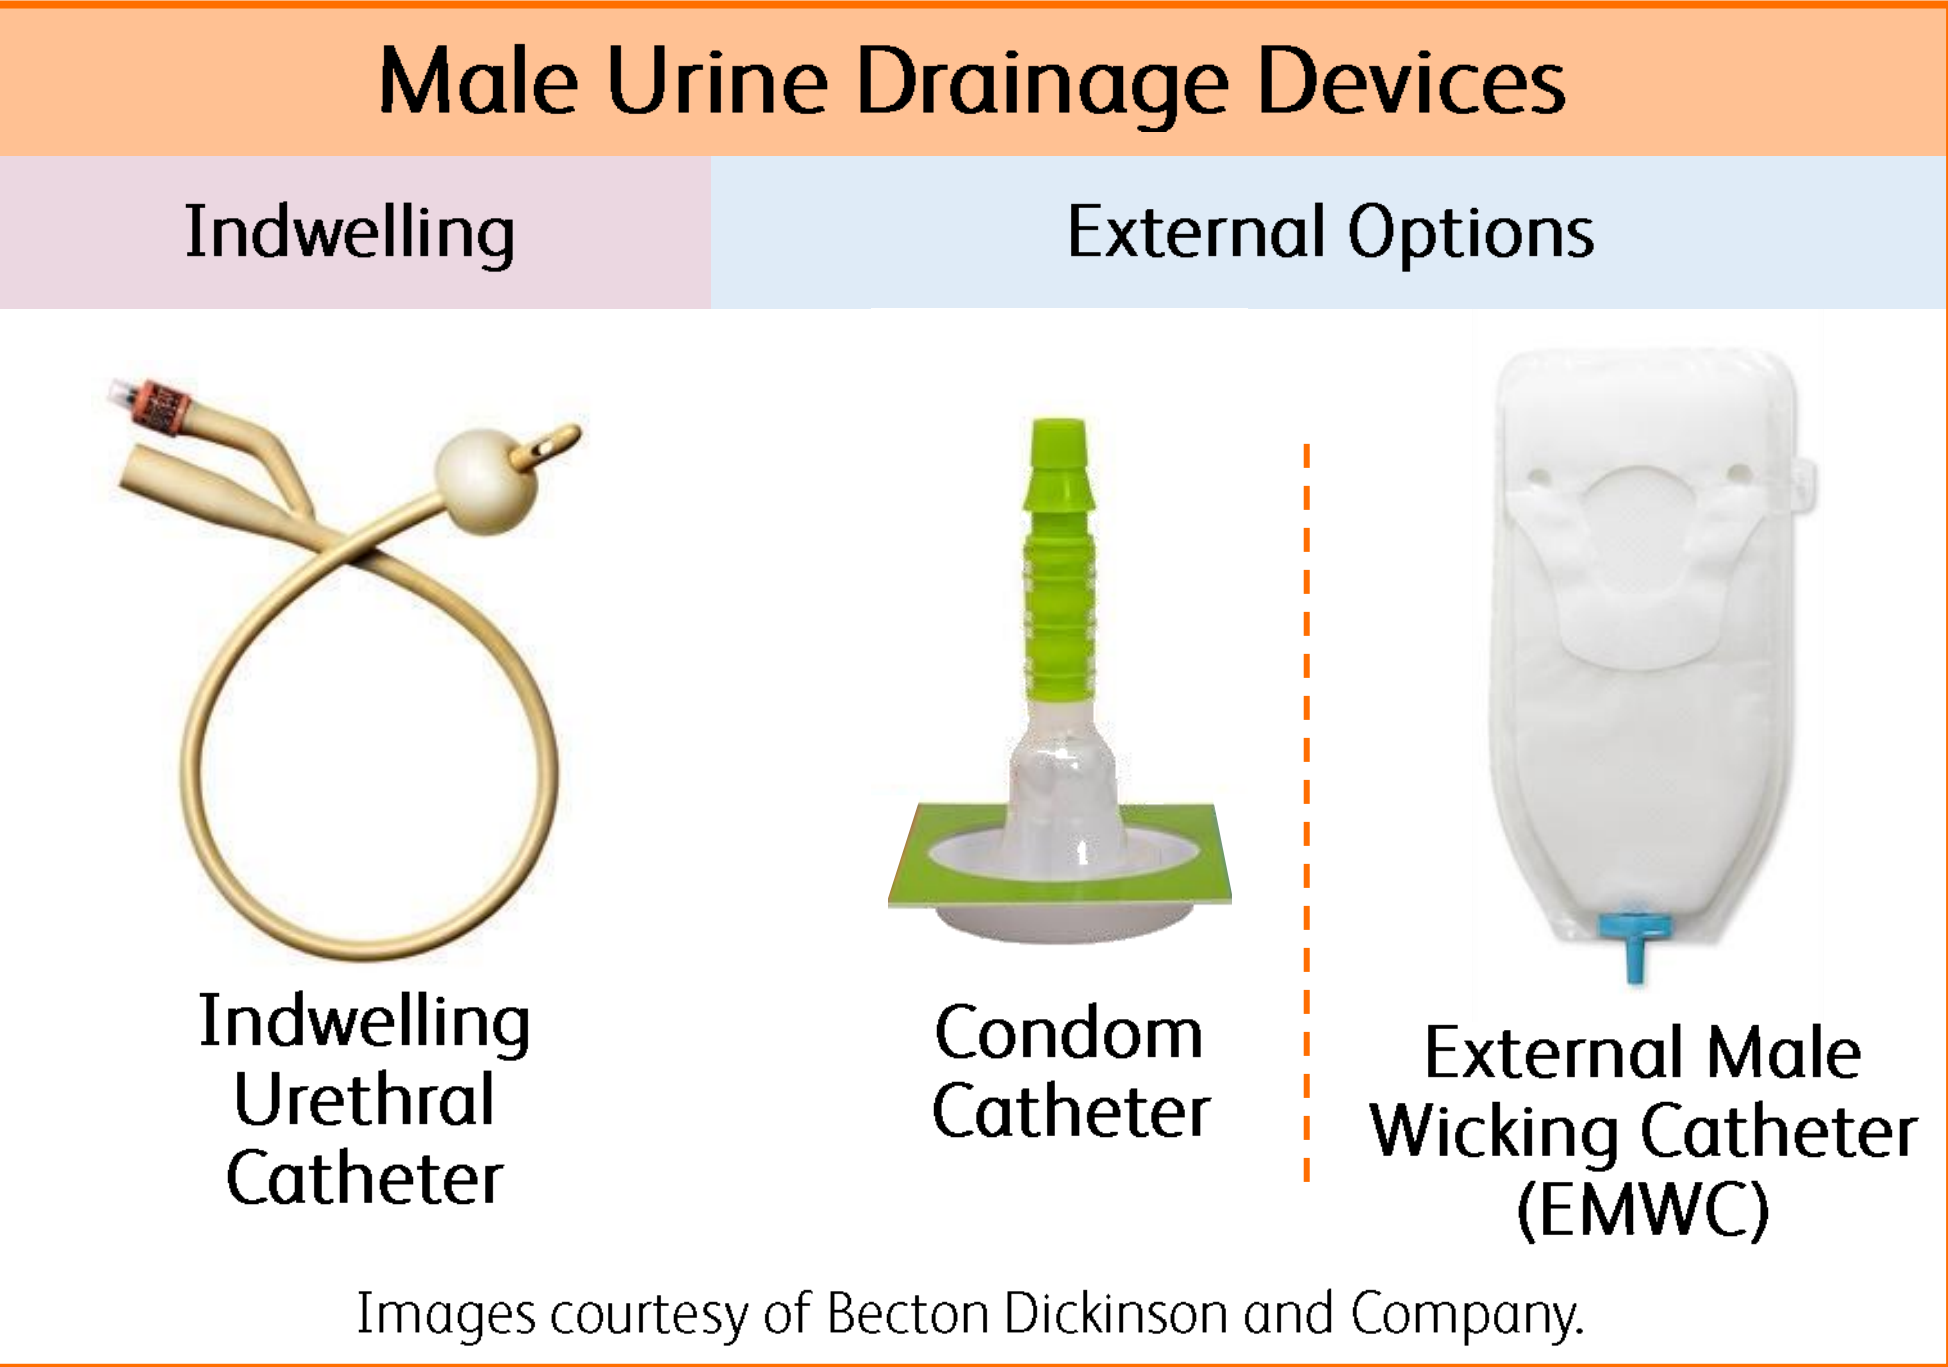 Male Urine Drainage Devices
Indwelling
External Options
Indwelling
Urethral
Catheter
Condom
Catheter
External Male
Wicking Catheter
(EMWC)
Images courtesy of Becton Dickinson and Company.